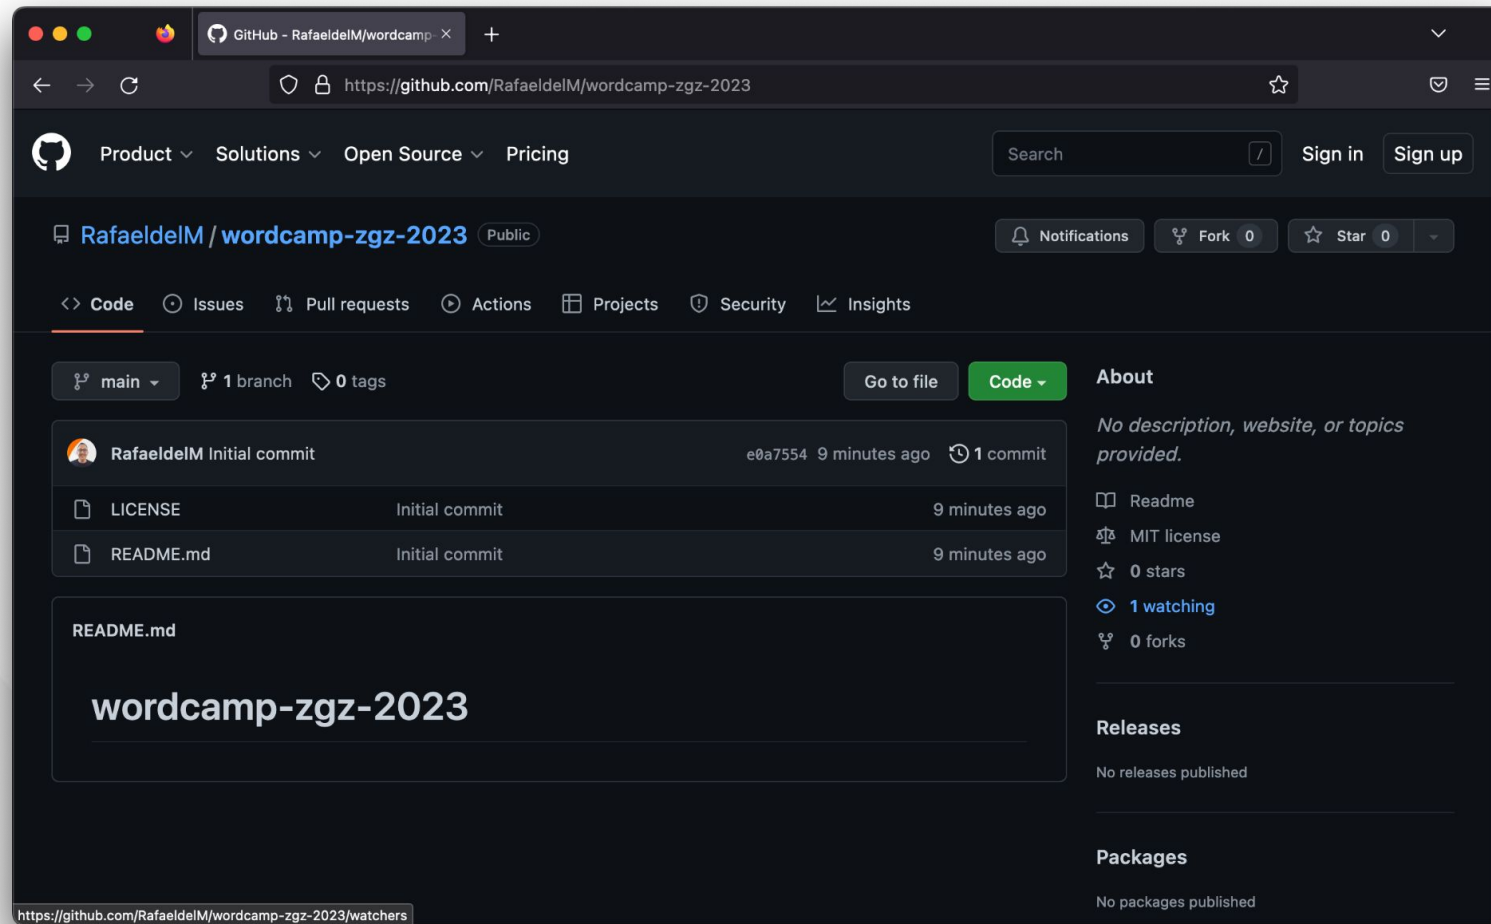 GitHub - RafaeldelM/wordcamp-
https://github.com/RafaeldelM/wordcamp-zgz-2023
Product Solutions Open Source Pricing Search / Sign in Sign up
RafaeldelM / wordcamp-zgz-2023 Public Notifications Fork 0 Star 0
Code Issues Pull requests Actions Projects Security Insights
main 1 branch 0 tags Go to file Code
RafaeldelM Initial commit e0a7554 9 minutes ago 1 commit
LICENSE Initial commit 9 minutes ago
README.md Initial commit 9 minutes ago
README.md
wordcamp-zgz-2023
About
No description, website, or topics
provided.
Readme
MIT license
0 stars
1 watching
0 forks
Releases
No releases published
Packages
No packages published
https://github.com/RafaeldelM/wordcamp-zgz-2023/watchers